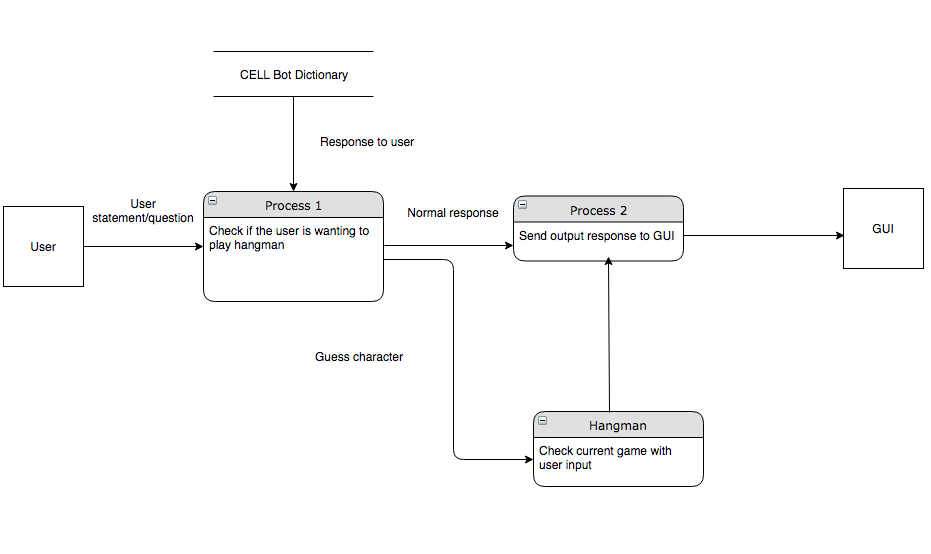 CELL Bot Dictionary
Response to user
User
statement/question
User
Process 1
Check if the user is wanting to
play hangman
Normal response
Process 2
Send output response to GUI
GUI
Guess character
Hangman
Check current game with
user input